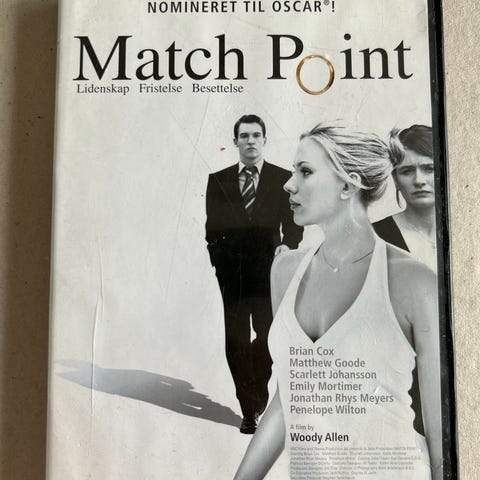 NOMINERET TIL OSCAR®!
Match Point
Lidenskap Fristelse Besettelse
Brian Cox
Matthew Goode
Scarlett Johansson
Emily Mortimer
Jonathan Rhys Meyers
Penelope Wilton
A film by
Woody Allen